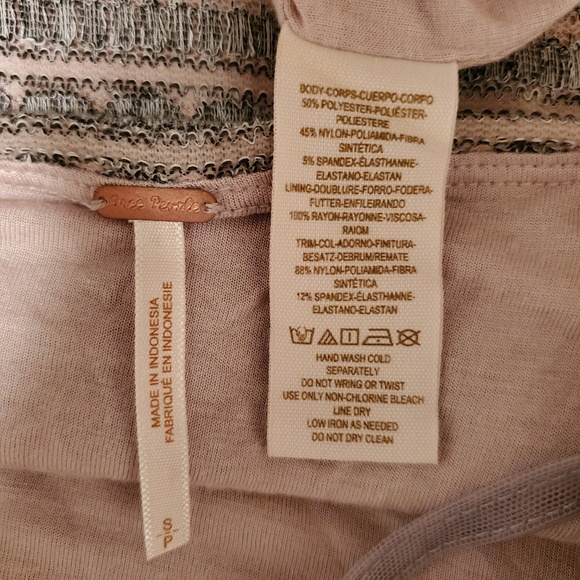 BODY-CORPS-CUERPO-CORPO
50% POLYESTER-POLIÉSTER-
POLIESTERE
45% NYLON-POLIAMIDA-FIBRA
SINTÉTICA
5% SPANDEX-ÉLASTHANNE-
ELASTANO-ELASTAN
LINING-DOUBLURE-FORRO-FODERA-
FUTTER-ENFILEIRANDO
100% RAYON-RAYONNE-VISCOSA-
RAIOM
TRIM-COL-ADORNO-FINITURA-
BESATZ-DEBRUM/REMATE
88% NYLON-POLIAMIDA-FIBRA
SINTÉTICA
12% SPANDEX-ÉLASTHANNE-
ELASTANO-ELASTAN
HAND WASH COLD
SEPARATELY
DO NOT WRING OR TWIST
USE ONLY NON-CHLORINE BLEACH
LINE DRY
LOW IRON AS NEEDED
DO NOT DRY CLEAN
Free People
MADE IN INDONESIA
FABRIQUÉ EN INDONÉSIE
S/P